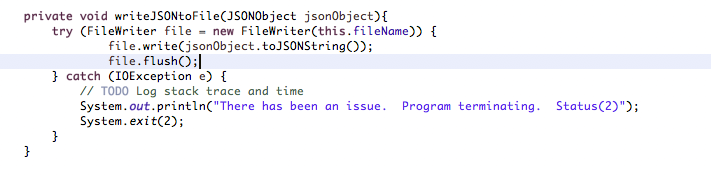 private void writeJSONtoFile(JSONObject jsonObject){
    try (FileWriter file = new FileWriter(this.fileName)) {
            file.write(jsonObject.toJSONString());
            file.flush();
    } catch (IOException e) {
        // TODO Log stack trace and time
        System.out.println("There has been an issue.  Program terminating.  Status(2)");
        System.exit(2);
    }
}